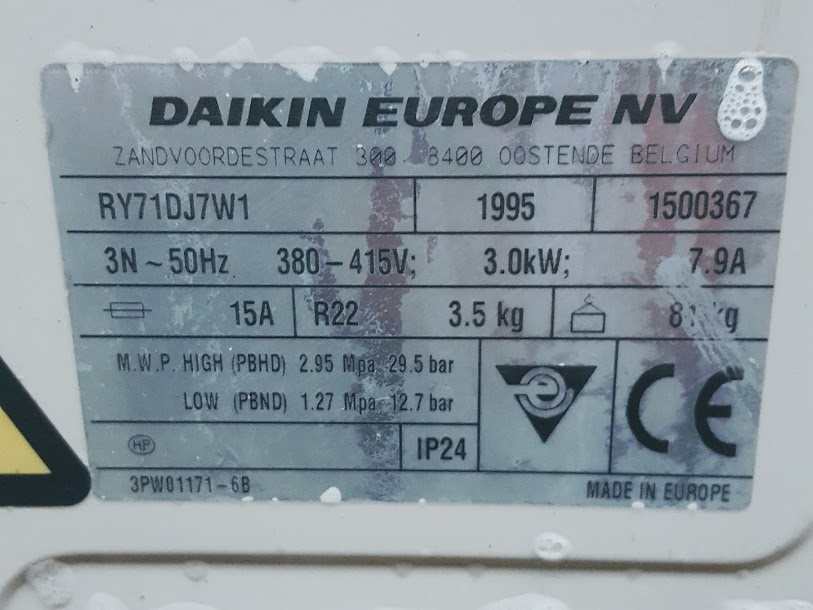 DAIKIN EUROPE NV
ZANDVOORDESTRAAT 300. 8400 OOSTENDE BELGIUM
RY71DJ7W1 1995 1500367
3N ~ 50Hz 380-415V; 3.0kW; 7.9A
15A R22 3.5 kg kg
M.W.P. HIGH (PBHD) 2.95 Mpa 29.5 bar
LOW (PBND) 1.27 Mpa 12.7 bar
e CE
HP IP24
3PW01171-6B MADE IN EUROPE